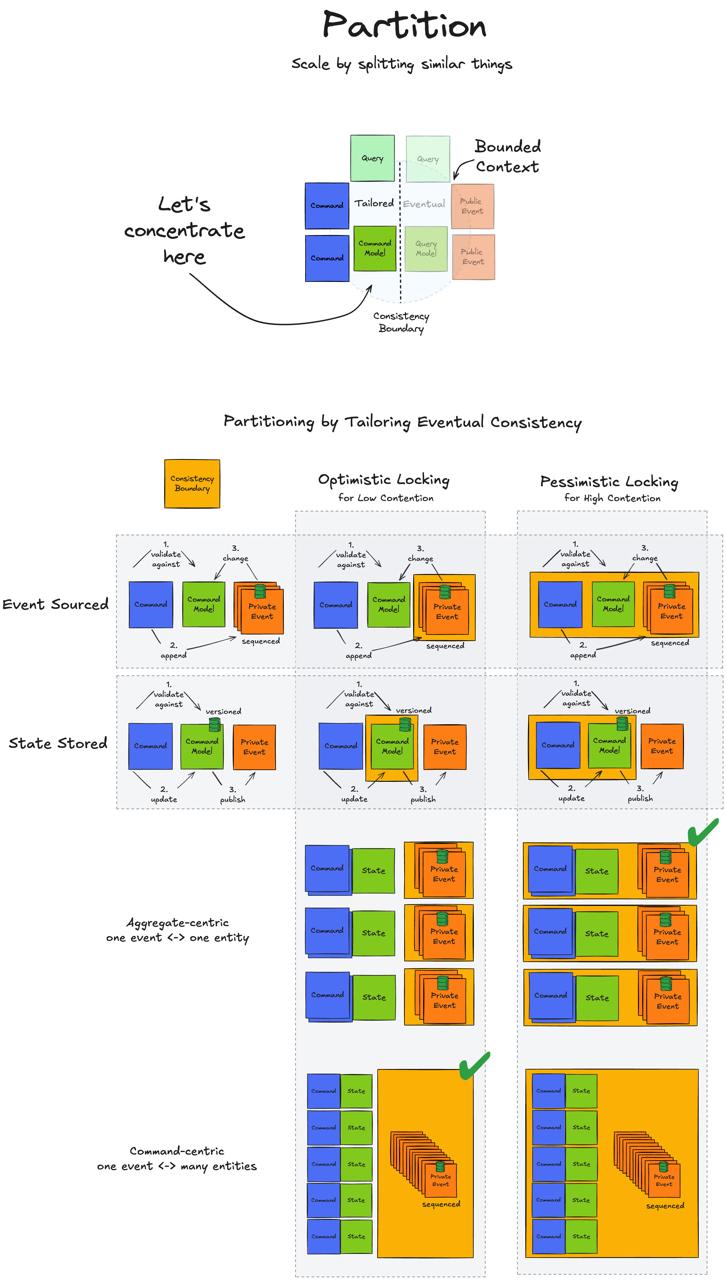 Partition
Scale by splitting similar things
Query
Query
Bounded
Context
Let's
concentrate
here
Command
Tailored
Eventual
Public
Event
Command
Command
Model
Query
Model
Public
Event
Consistency
Boundary
Partitioning by Tailoring Eventual Consistency
Consistency
Boundary
Optimistic Locking
for Low Contention
Pessimistic Locking
for High Contention
Event Sourced
1.
validate
against
3.
change
Command
Command
Model
Private
Event
2.
append
sequenced
1.
validate
against
3.
change
Command
Command
Model
Private
Event
2.
append
sequenced
1.
validate
against
3.
change
Command
Command
Model
Private
Event
2.
append
sequenced
State Stored
1.
validate
against
versioned
Command
Command
Model
Private
Event
2.
update
3.
publish
1.
validate
against
versioned
Command
Command
Model
Private
Event
2.
update
3.
publish
1.
validate
against
versioned
Command
Command
Model
Private
Event
2.
update
3.
publish
Aggregate-centric
one event <-> one entity
Command
State
Private
Event
Command
State
Private
Event
Command
State
Private
Event
Command
State
Private
Event
Command
State
Private
Event
Command
State
Private
Event
Command-centric
one event <-> many entities
Command
State
Command
State
Command
State
Command
State
Command
State
Private
Event
sequenced
Command
State
Command
State
Command
State
Command
State
Command
State
Private
Event
sequenced